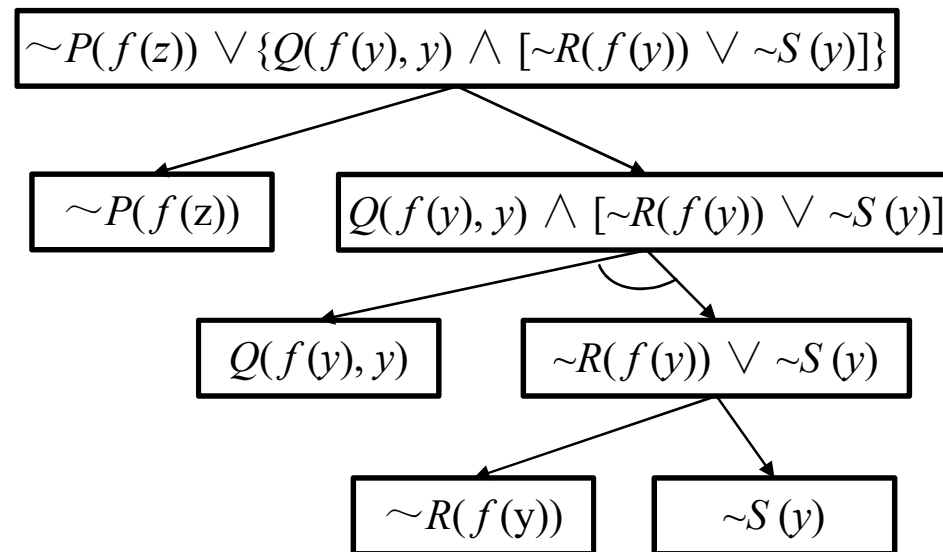 ～P(f(z)) ∨{Q(f(y), y) ∧ [~R(f(y)) ∨ ~S(y)]}
～P(f(z))
Q(f(y), y) ∧ [~R(f(y)) ∨ ~S(y)]
Q(f(y), y)
~R(f(y)) ∨ ~S(y)
～R(f(y))
~S(y)